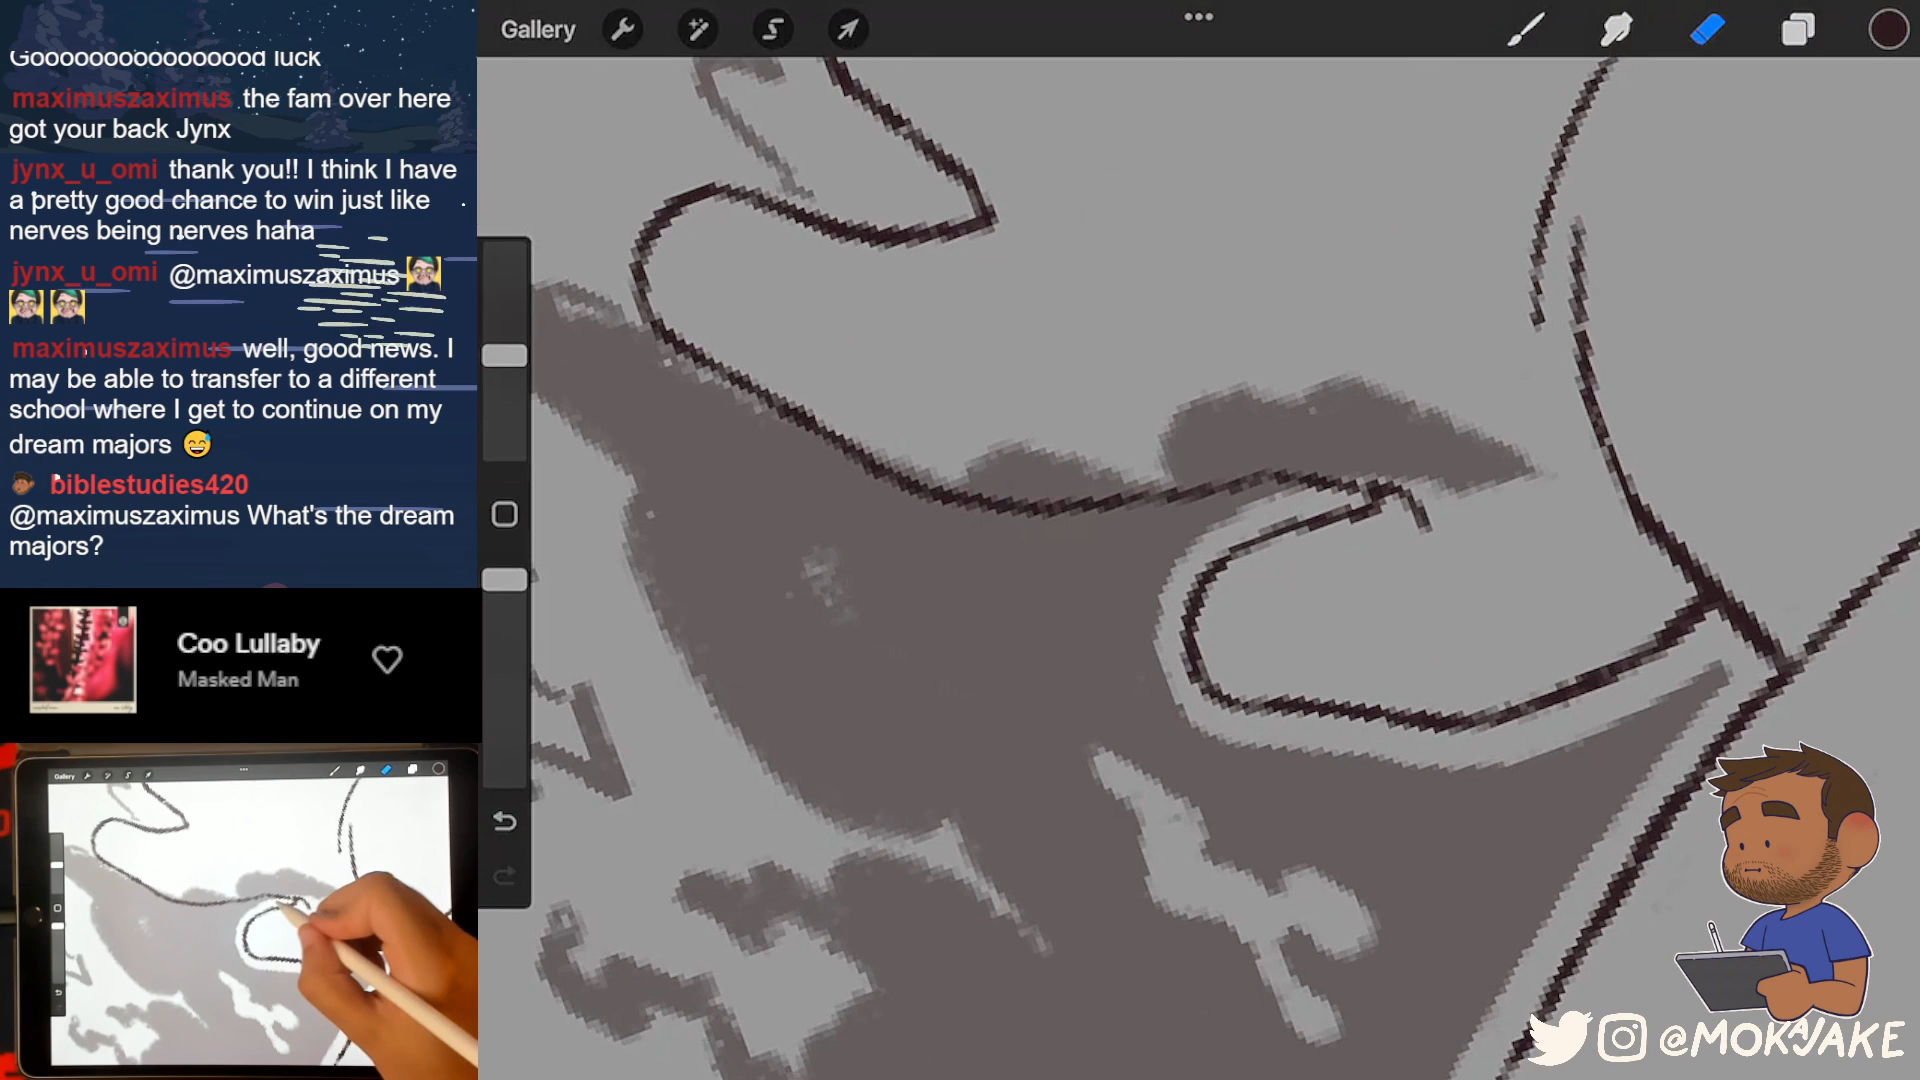 Goooooooooooooood luck
maximuszaximus the fam over here
got your back Jynx
jynx_u_omi thank you!! I think I have
a pretty good chance to win just like
nerves being nerves haha
jynx_u_omi @maximuszaximus
maximuszaximus well, good news. I
may be able to transfer to a different
school where I get to continue on my
dream majors 😅
biblestudies420
@maximuszaximus What's the dream
majors?
Coo Lullaby
Masked Man
Gallery
Gallery
@MOKAJAKE